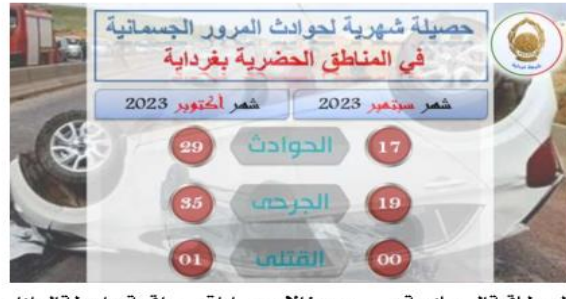 حصيلة شهرية لحوادث المرور الجسمانية
في المناطق الحضرية بغرداية
شهر سبتمبر 2023
شهر أكتوبر 2023
17 الحوادث 29
19 الجرحى 35
00 القتلى 01